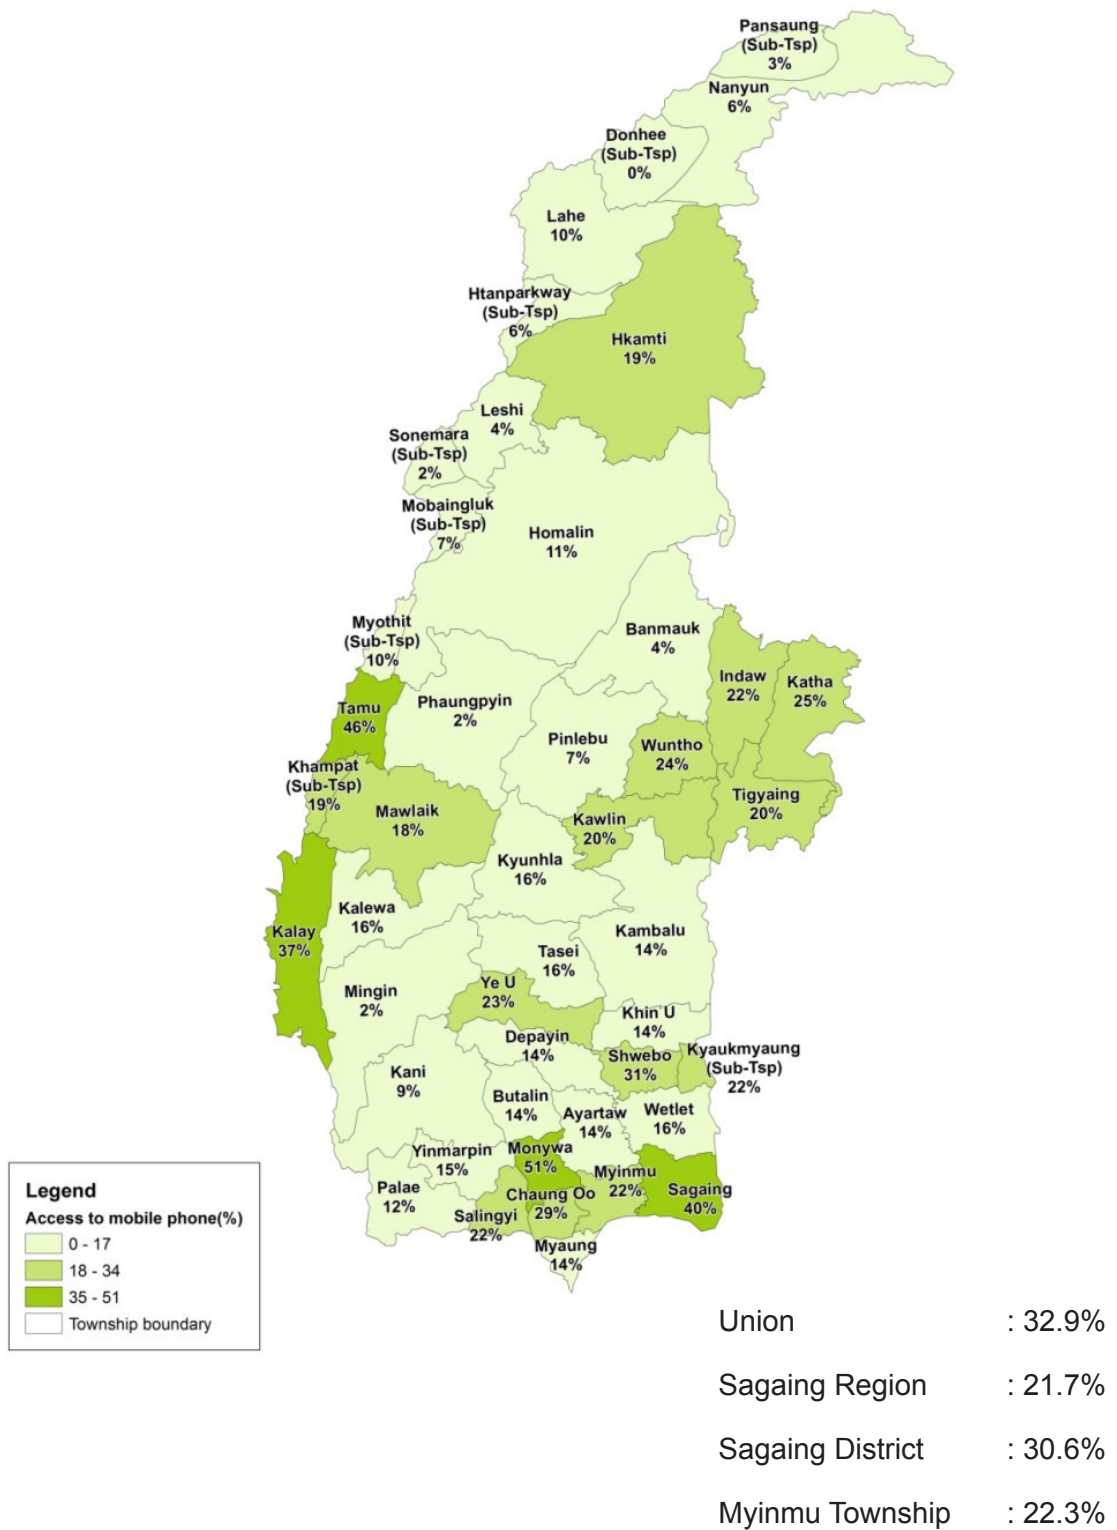 Pansaung
(Sub-Tsp)
3%
Nanyun
6%
Donhee
(Sub-Tsp)
0%
Lahe
10%
Htanparkway
(Sub-Tsp)
6%
Hkamti
19%
Leshi
4%
Sonemara
(Sub-Tsp)
2%
Mobaingluk
(Sub-Tsp)
7%
Homalin
11%
Myothit
(Sub-Tsp)
10%
Banmauk
4%
Indaw
22%
Katha
25%
Tamu
46%
Phaungpyin
2%
Pinlebu
7%
Wuntho
24%
Khampat
(Sub-Tsp)
19%
Mawlaik
18%
Tigyaing
20%
Kawlin
20%
Kyunhla
16%
Kalewa
16%
Kalay
37%
Kambalu
14%
Tasei
16%
Ye U
23%
Mingin
2%
Khin U
14%
Depayin
14%
Shwebo
31%
Kyaukmyaung
(Sub-Tsp)
22%
Kani
9%
Butalin
14%
Ayartaw
14%
Wetlet
16%
Yinmarpin
15%
Monywa
51%
Myinmu
22%
Sagaing
40%
Palae
12%
Chaung Oo
29%
Salingyi
22%
Myaung
14%
Legend
Access to mobile phone(%)
0 - 17
18 - 34
35 - 51
Township boundary
Union : 32.9%
Sagaing Region : 21.7%
Sagaing District : 30.6%
Myinmu Township : 22.3%